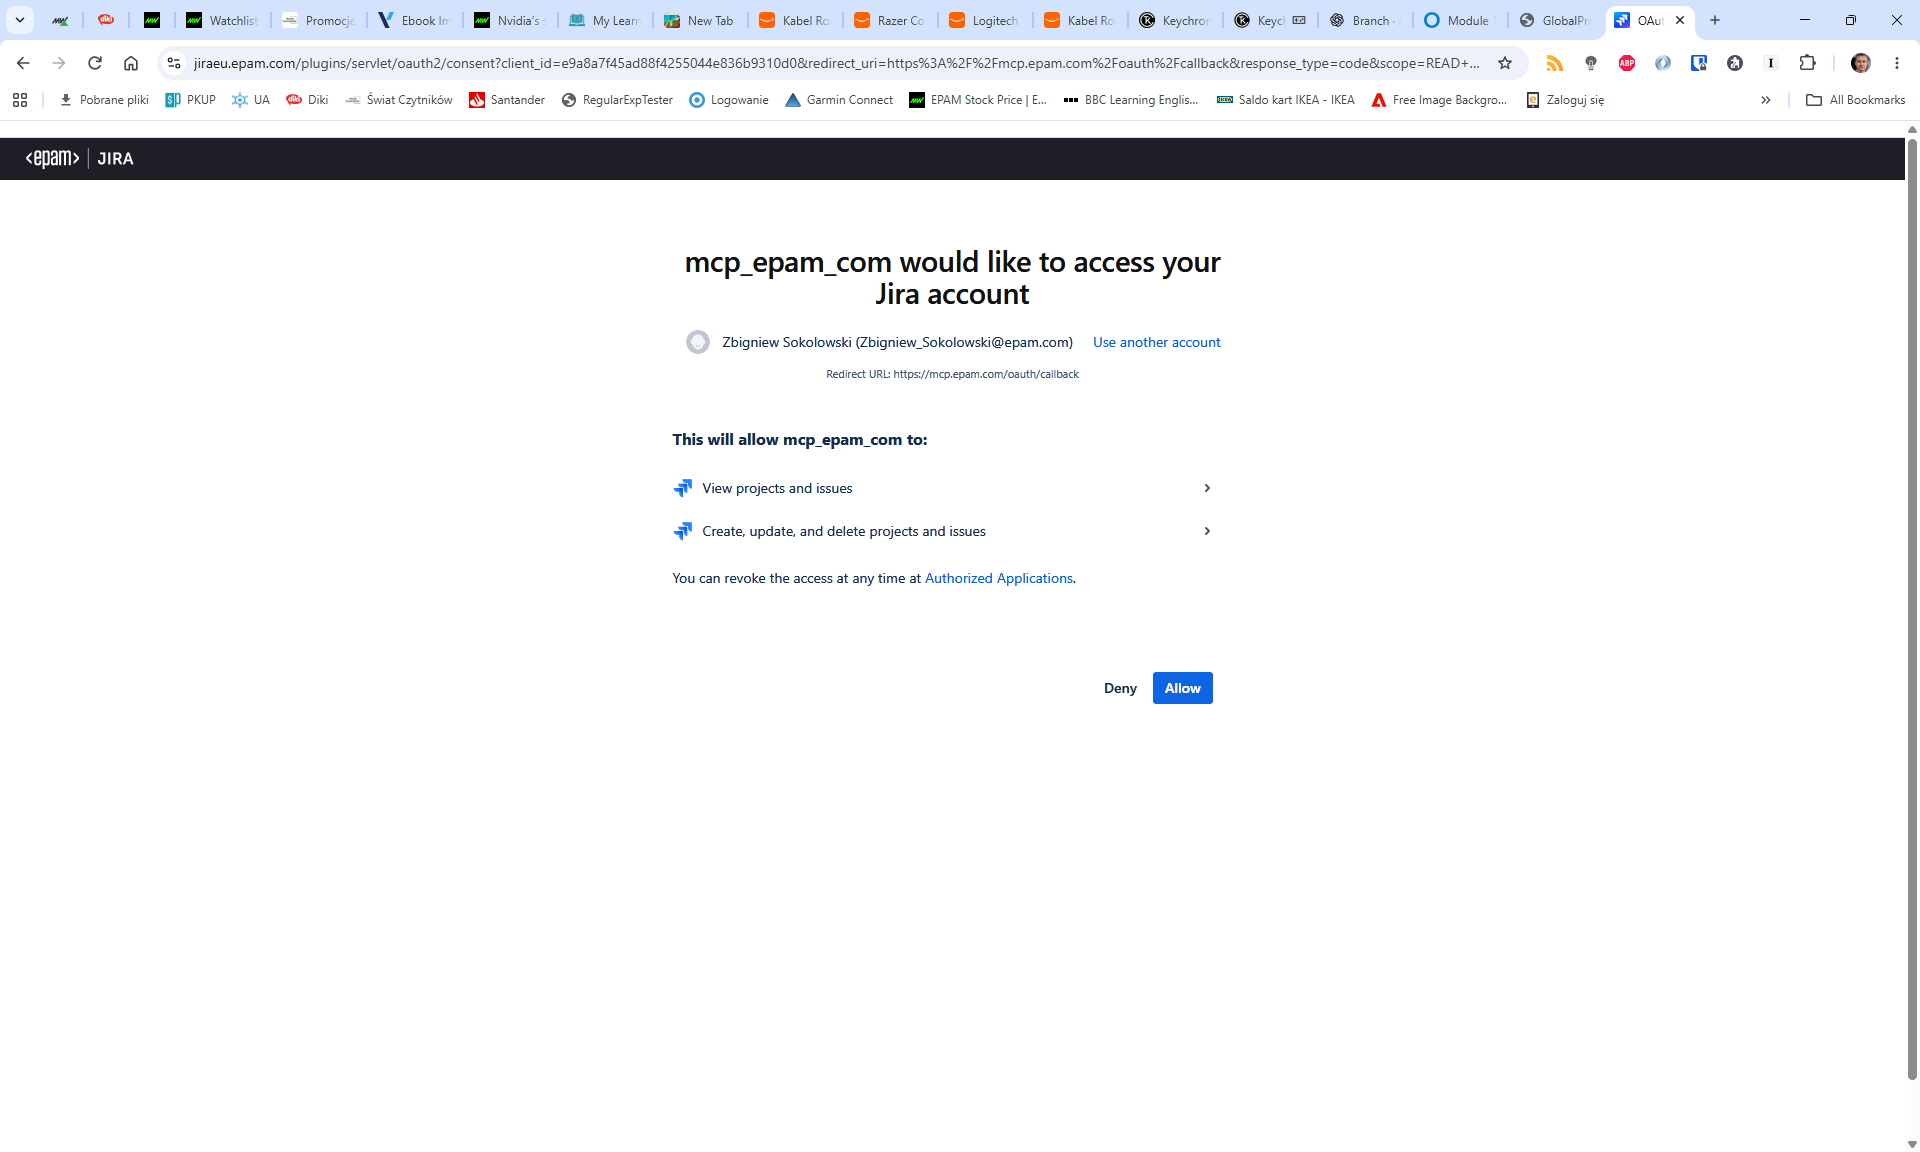 Watchlist
Promocje
Ebook Im
Nvidia's s
My Learn
New Tab
Kabel Ro
Razer Co
Logitech
Kabel Ro
Keychron
Keych
Branch ·
Module 1
GlobalPr
OAut
jiraeu.epam.com/plugins/servlet/oauth2/consent?client_id=e9a8a7f45ad88f4255044e836b9310d0&redirect_uri=https%3A%2F%2Fmcp.epam.com%2Foauth%2Fcallback&response_type=code&scope=READ+...
ABP
Pobrane pliki
PKUP
UA
Diki
Świat Czytników
Santander
RegularExpTester
Logowanie
Garmin Connect
EPAM Stock Price | E...
BBC Learning Englis...
Saldo kart IKEA - IKEA
Free Image Backgro...
Zaloguj się
All Bookmarks
<epam> | JIRA
mcp_epam_com would like to access your
Jira account
Zbigniew Sokolowski (Zbigniew_Sokolowski@epam.com) Use another account
Redirect URL: https://mcp.epam.com/oauth/callback
This will allow mcp_epam_com to:
View projects and issues
Create, update, and delete projects and issues
You can revoke the access at any time at Authorized Applications.
Deny Allow